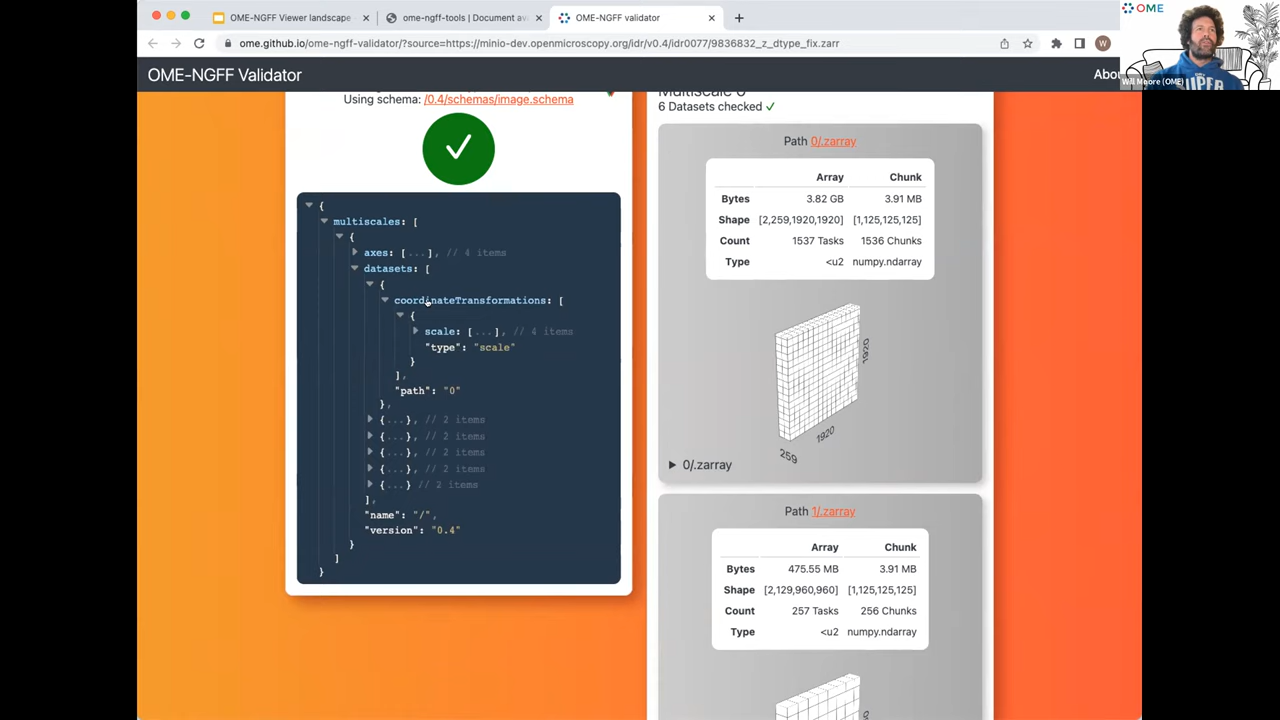 OME-NGFF Viewer landscape
ome-ngff-tools | Document av
OME-NGFF validator
ome.github.io/ome-ngff-validator/?source=https://minio-dev.openmicroscopy.org/idr/v0.4/idr0077/9836832_z_dtype_fix.zarr
W
OME
Will Moore (OME)
SUPER
OME-NGFF Validator
Abou
Using schema: /0.4/schemas/image.schema
{
multiscales: [
{
axes: [...], // 4 items
datasets: [
{
coordinateTransformations: [
{
scale: [...], // 4 items
"type": "scale"
}
],
"path": "0"
},
{...}, // 2 items
{...}, // 2 items
{...}, // 2 items
{...}, // 2 items
{...} // 2 items
],
"name": "/",
"version": "0.4"
}
]
}
6 Datasets checked ✓
Path 0/.zarray
Array Chunk
Bytes 3.82 GB 3.91 MB
Shape [2,259,1920,1920] [1,125,125,125]
Count 1537 Tasks 1536 Chunks
Type <u2 numpy.ndarray
1920
1920
259
0/.zarray
Path 1/.zarray
Array Chunk
Bytes 475.55 MB 3.91 MB
Shape [2,129,960,960] [1,125,125,125]
Count 257 Tasks 256 Chunks
Type <u2 numpy.ndarray